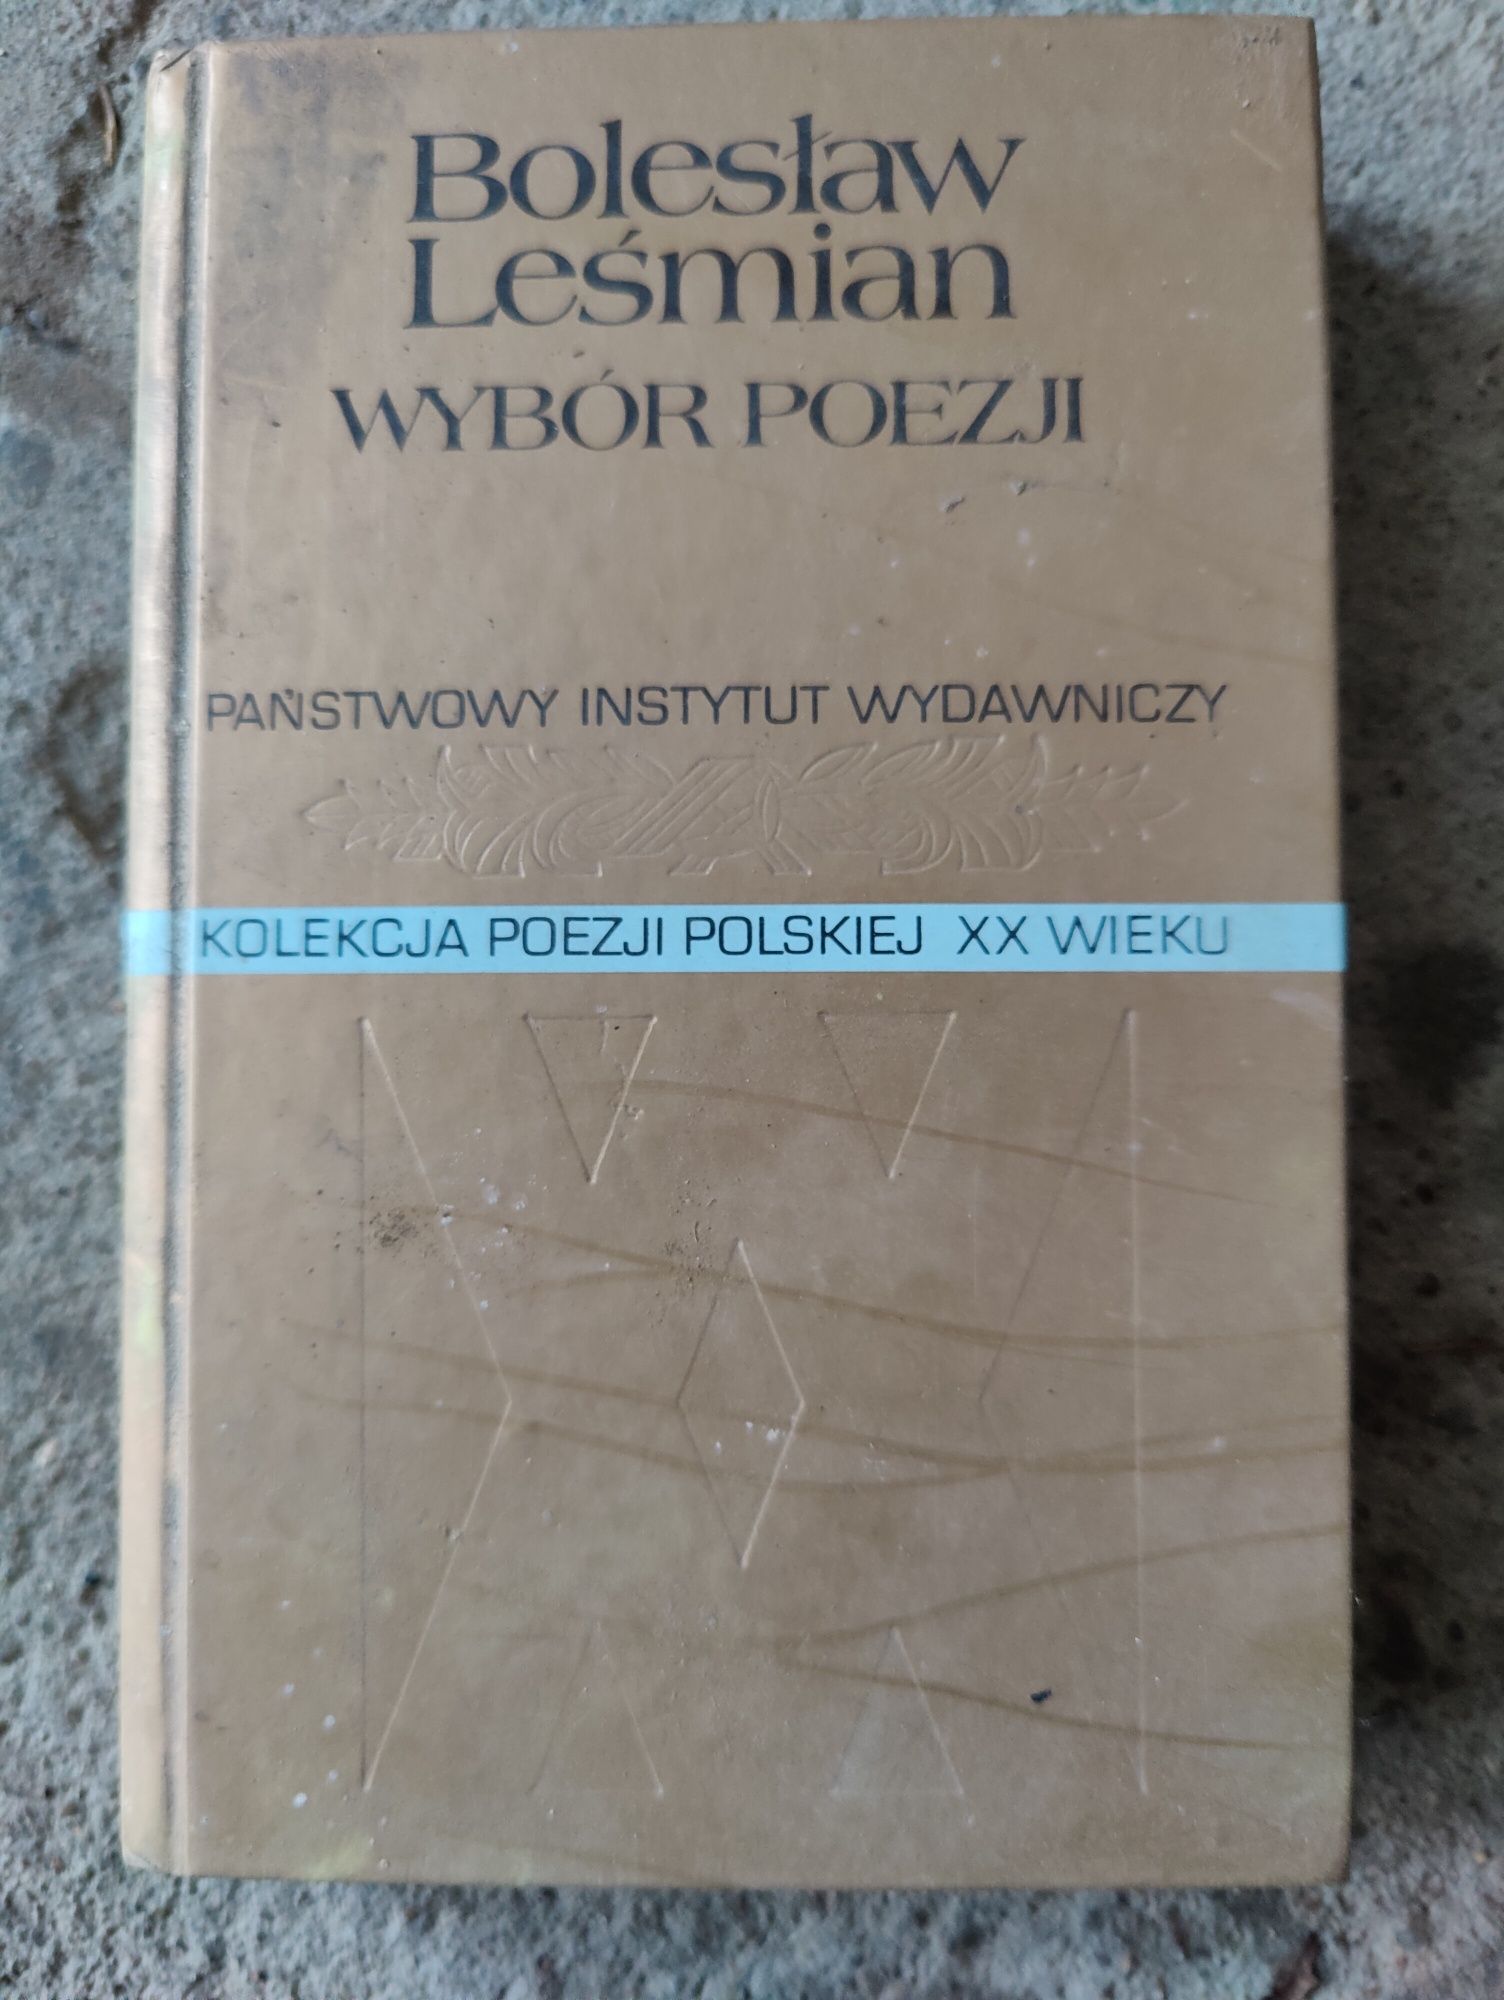 Bolesław
Leśmian
WYBÓR POEZJI
PAŃSTWOWY INSTYTUT WYDAWNICZY
KOLEKCJA POEZJI POLSKIEJ XX WIEKU